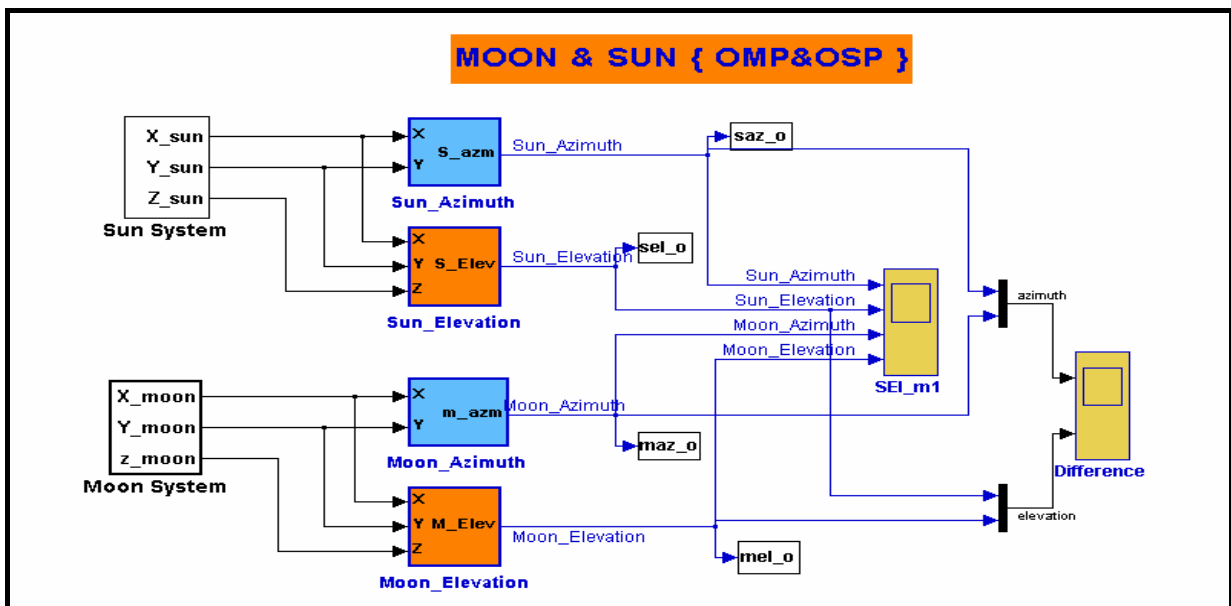 MOON & SUN { OMP&OSP }
X_sun
Y_sun
Z_sun
Sun System
X
Y
S_azm
Sun_Azimuth
Sun_Azimuth
saz_o
X
Y
Z
S_Elev
Sun_Elevation
Sun_Elevation
sel_o
Sun_Azimuth
Sun_Elevation
Moon_Azimuth
Moon_Elevation
SEl_m1
azimuth
X_moon
Y_moon
z_moon
Moon System
X
Y
m_azm
Moon_Azimuth
Moon_Azimuth
maz_o
Difference
X
Y
Z
M_Elev
Moon_Elevation
Moon_Elevation
mel_o
elevation